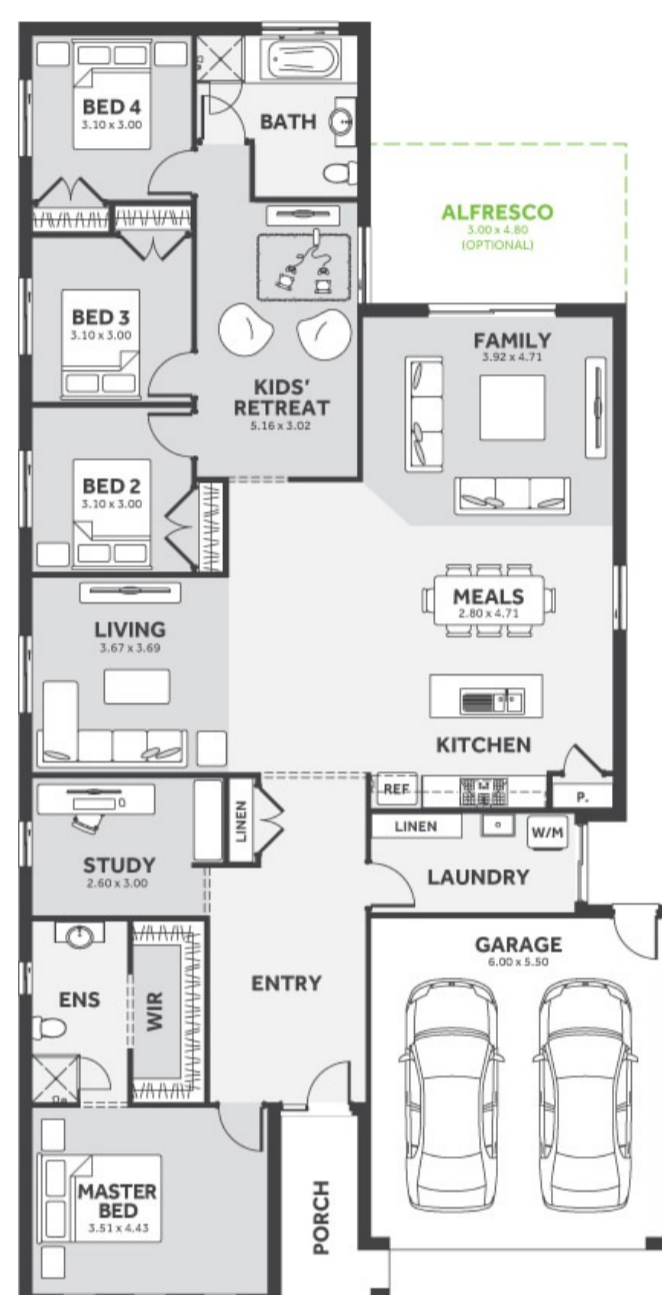 BED 4
3.10 x 3.00
BATH
ALFRESCO
3.00 x 4.80
(OPTIONAL)
BED 3
3.10 x 3.00
FAMILY
3.92 x 4.71
KIDS'
RETREAT
5.16 x 3.02
BED 2
3.10 x 3.00
MEALS
2.80 x 4.71
LIVING
3.67 x 3.69
KITCHEN
REF
P.
LINEN
LINEN
W/M
STUDY
2.60 x 3.00
LAUNDRY
GARAGE
6.00 x 5.50
ENS
WIR
ENTRY
MASTER
BED
3.51 x 4.43
PORCH